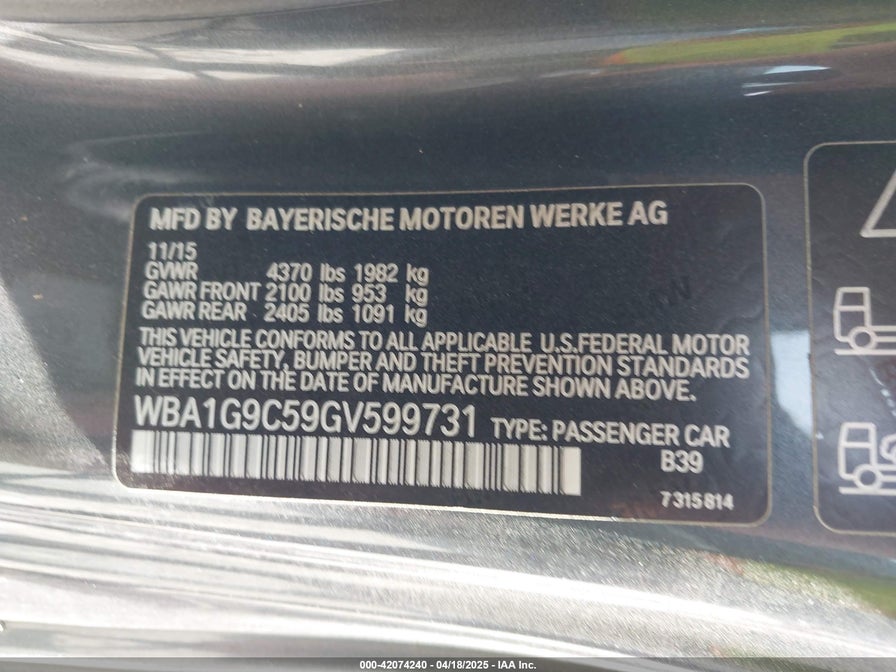 MFD BY BAYERISCHE MOTOREN WERKE AG
11/15
GVWR 4370 lbs 1982 kg
GAWR FRONT 2100 lbs 953 kg
GAWR REAR 2405 lbs 1091 kg
THIS VEHICLE CONFORMS TO ALL APPLICABLE U.S.FEDERAL MOTOR
VEHICLE SAFETY, BUMPER AND THEFT PREVENTION STANDARDS
IN EFFECT ON THE DATE OF MANUFACTURE SHOWN ABOVE.
WBA1G9C59GV599731 TYPE: PASSENGER CAR
B39
7315814
000-42074240 - 04/18/2025 - IAA Inc.